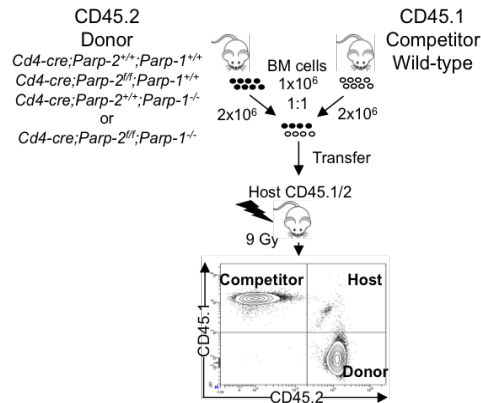 CD45.2
Donor
Cd4-cre;Parp-2+/+;Parp-1+/+
Cd4-cre;Parp-2f/f;Parp-1+/+
Cd4-cre;Parp-2+/+;Parp-1-/-
or
Cd4-cre;Parp-2f/f;Parp-1-/-
CD45.1
Competitor
Wild-type
BM cells
1x10⁶
1:1
2x10⁶
2x10⁶
Transfer
Host CD45.1/2
9 Gy
Competitor
Host
Donor
CD45.1
CD45.2